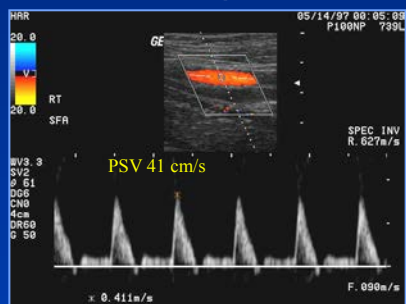 HAR
05/14/97 00:05:09
P100NP 739L
20.0
GE
V
RT
20.0
SFA
SPEC INV
R.627m/s
WV3.3
SV2
θ 61
DG6
CN0
4cm
DR60
G 50
PSV 41 cm/s
F.090m/s
x 0.411m/s